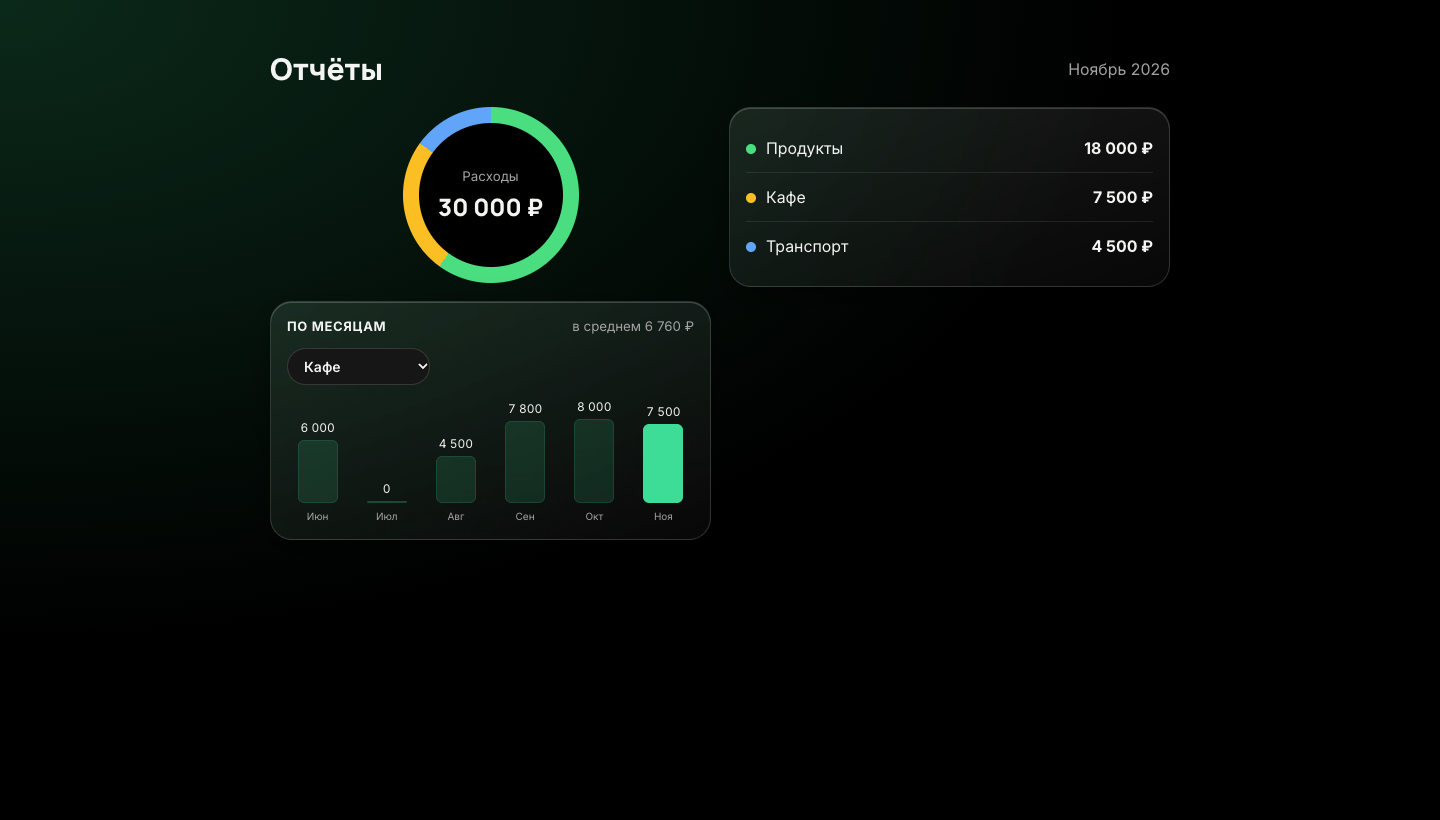 Отчёты
Ноябрь 2026
Расходы
30 000 ₽
Продукты 18 000 ₽
Кафе 7 500 ₽
Транспорт 4 500 ₽
ПО МЕСЯЦАМ в среднем 6 760 ₽
Кафе
6 000 0 4 500 7 800 8 000 7 500
Июн Июл Авг Сен Окт Ноя